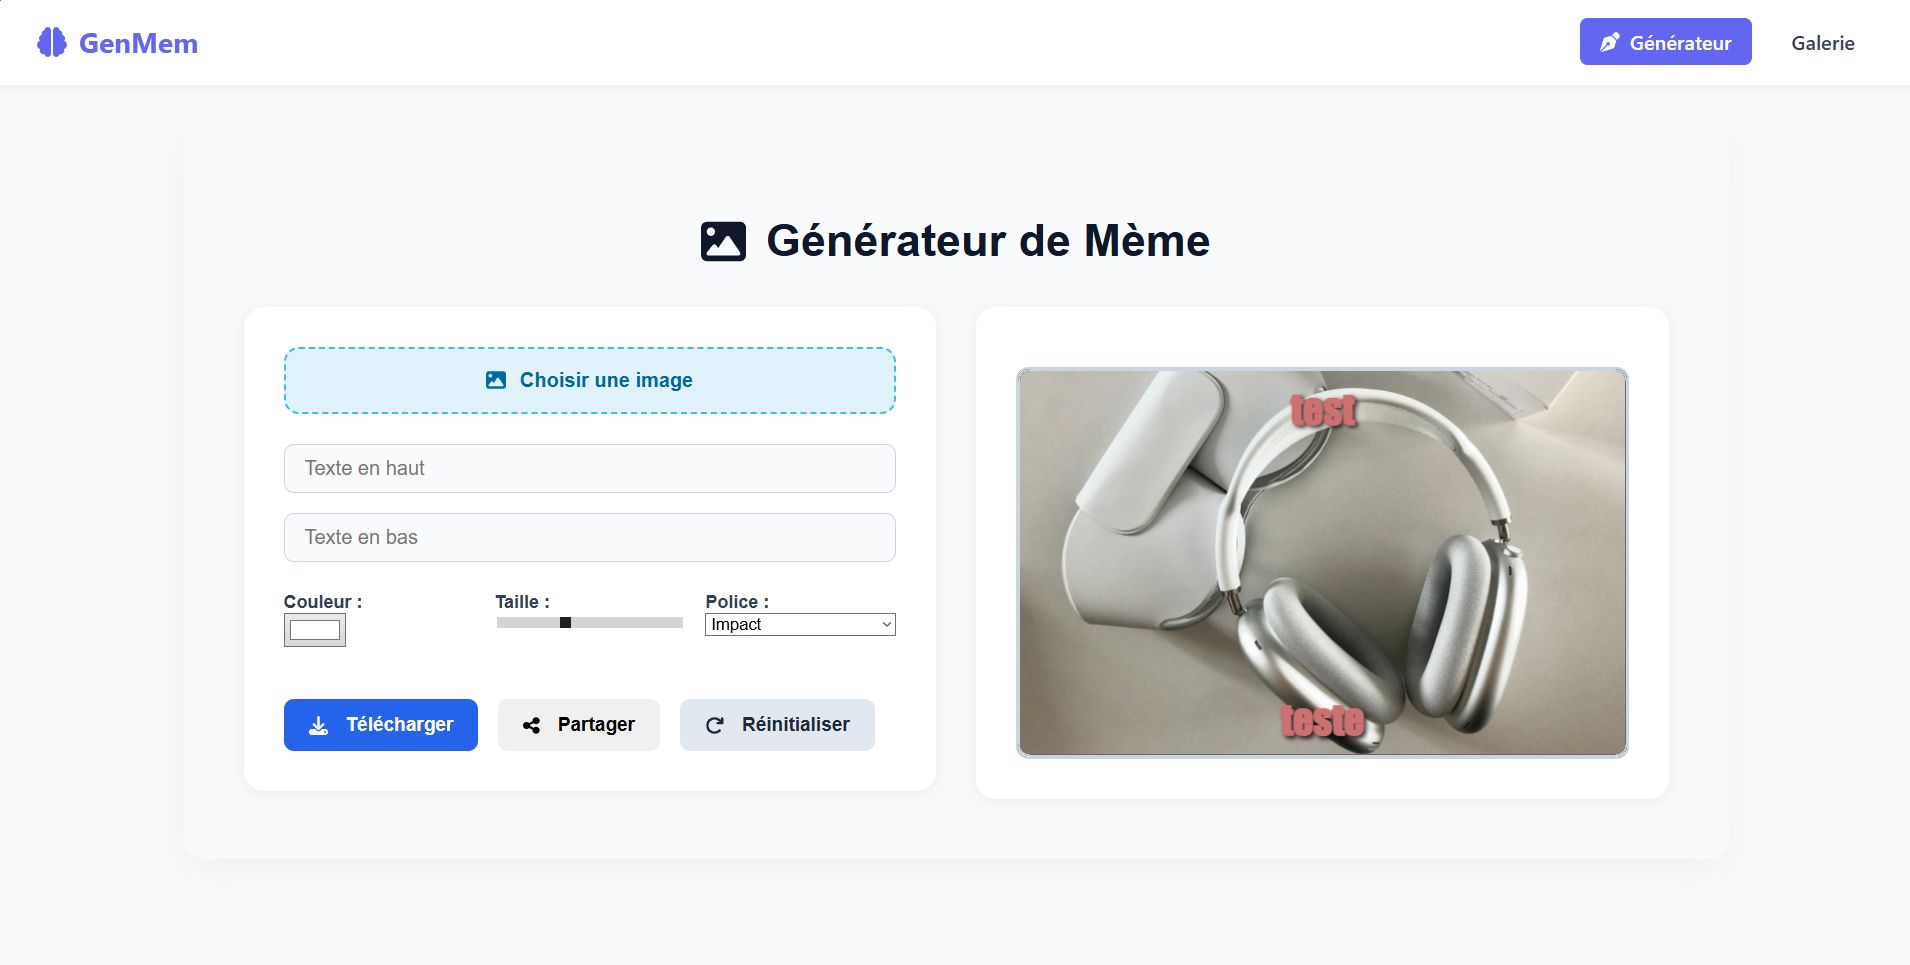 GenMem
Générateur
Galerie
Générateur de Mème
Choisir une image
Texte en haut
Texte en bas
Couleur :
Taille :
Police :
Impact
Télécharger
Partager
Réinitialiser
test
teste